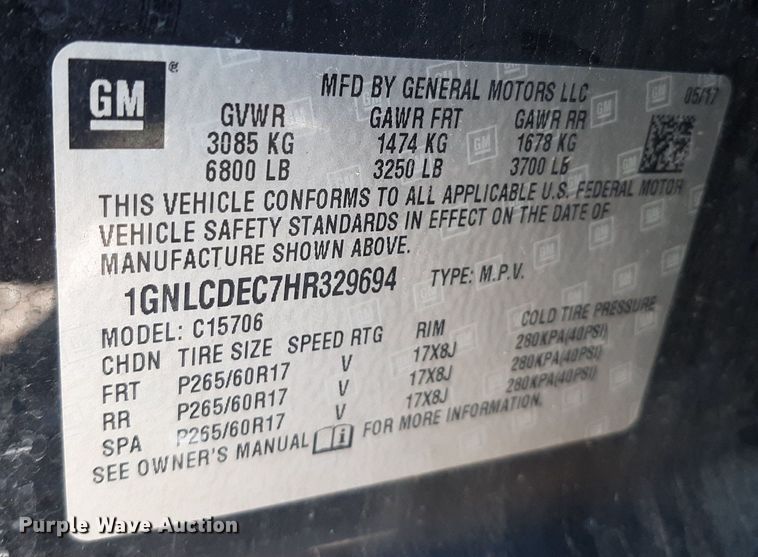 GM®
MFD BY GENERAL MOTORS LLC 05/17
GVWR GAWR FRT GAWR RR
3085 KG 1474 KG 1678 KG
6800 LB 3250 LB 3700 LB
THIS VEHICLE CONFORMS TO ALL APPLICABLE U.S. FEDERAL MOTOR
VEHICLE SAFETY STANDARDS IN EFFECT ON THE DATE OF
MANUFACTURE SHOWN ABOVE.
1GNLCDEC7HR329694 TYPE: M.P.V.
MODEL: C15706
CHDN TIRE SIZE SPEED RTG RIM COLD TIRE PRESSURE
FRT P265/60R17 V 17X8J 280KPA(40PSI)
RR P265/60R17 V 17X8J 280KPA(40PSI)
SPA P265/60R17 V 17X8J 280KPA(40PSI)
SEE OWNER'S MANUAL FOR MORE INFORMATION.
Purple Wave Auction